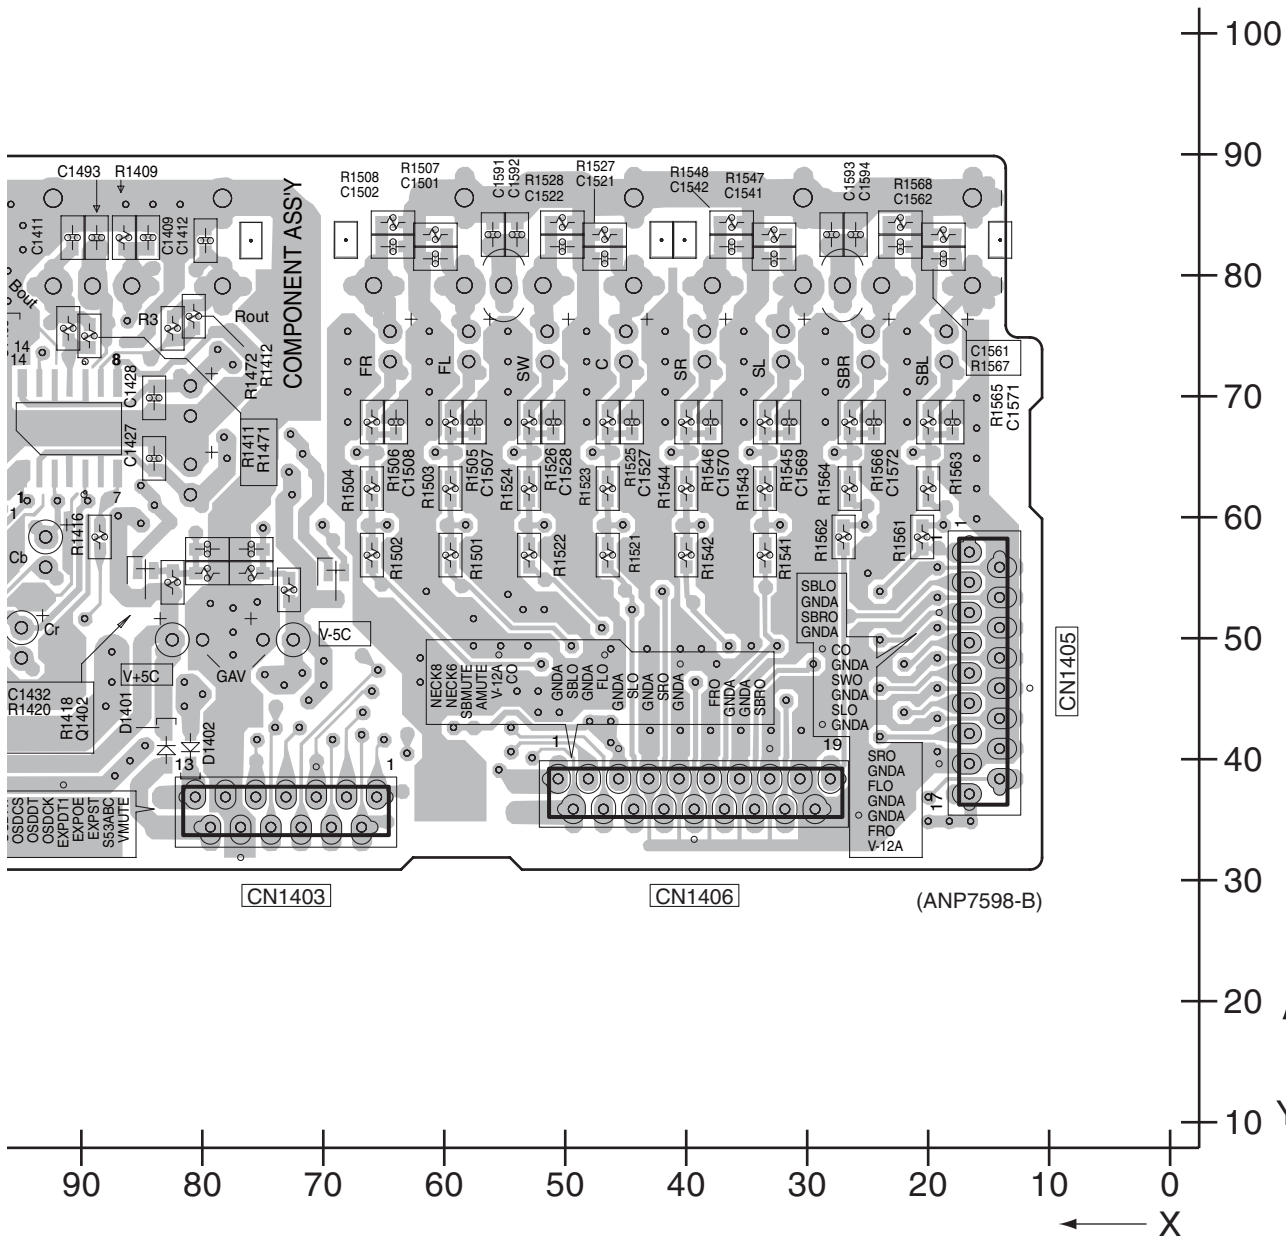 100
90
80
70
60
50
40
30
20
10
Y
C1493
R1409
R1508
C1502
R1507
C1501
C1591
C1592
R1528
C1522
R1527
C1521
R1548
C1542
R1547
C1541
C1593
C1594
R1568
C1562
C1411
C1409
C1412
COMPONENT ASS'Y
Bout
R3
Rout
14
14
8
R1472
R1412
C1428
C1427
R1411
R1471
FR
FL
SW
C
SR
SL
SBR
SBL
C1561
R1567
R1565
C1571
R1504
R1506
C1508
R1503
R1505
C1507
R1524
R1526
C1528
R1523
R1525
C1527
R1544
R1546
C1570
R1543
R1545
C1569
R1564
R1566
C1572
R1563
1
1
8
7
R1416
Cb
Cr
R1502
R1501
R1522
R1521
R1542
R1541
R1562
R1561
1
SBLO
GNDA
SBRO
GNDA
CO
GNDA
SWO
GNDA
SLO
GNDA
SRO
GNDA
FLO
GNDA
GNDA
FRO
V-12A
CN1405
V-5C
V+5C
GAV
C1432
R1420
R1418
Q1402
D1401
D1402
NECK8
NECK6
SBMUTE
AMUTE
V-12A
CO
GNDA
SBLO
GNDA
FLO
GNDA
SLO
GNDA
SRO
GNDA
FRO
GNDA
GNDA
SBRO
13
1
1
19
19
17
OSDCS
OSDDT
OSDCK
EXPDT1
EXPOE
EXPST
S53ABC
VMUTE
CN1403
CN1406
(ANP7598-B)
90
80
70
60
50
40
30
20
10
0
X